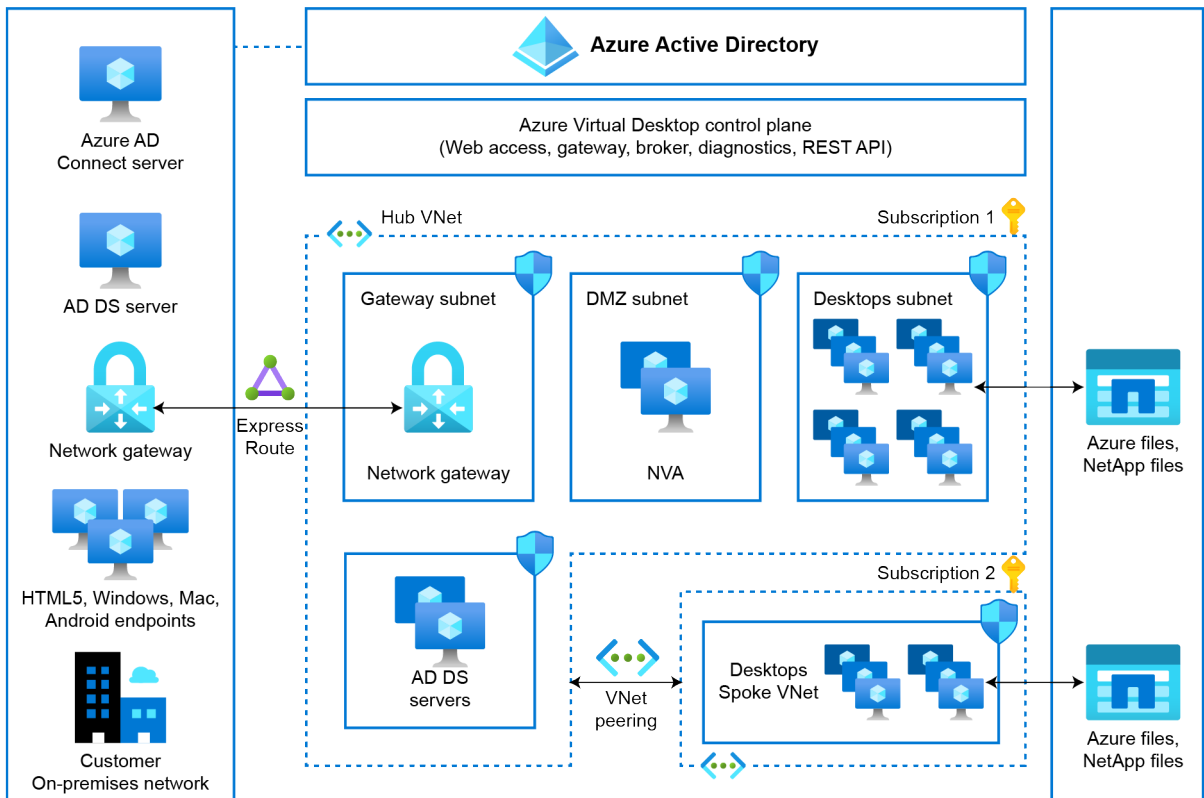 Azure Active Directory
Azure Virtual Desktop control plane
(Web access, gateway, broker, diagnostics, REST API)
Azure AD
Connect server
AD DS server
Network gateway
HTML5, Windows, Mac,
Android endpoints
Customer
On-premises network
Express
Route
Hub VNet
Subscription 1
Gateway subnet
Network gateway
DMZ subnet
NVA
Desktops subnet
AD DS
servers
VNet
peering
Subscription 2
Desktops
Spoke VNet
Azure files,
NetApp files
Azure files,
NetApp files